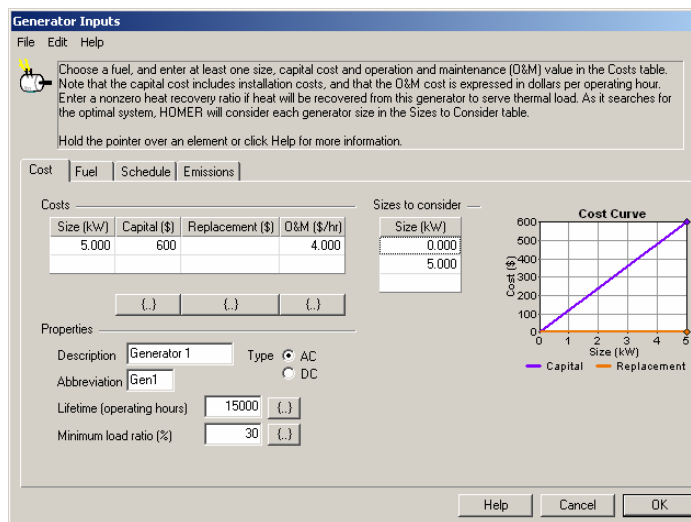 Generator Inputs
File Edit Help
Choose a fuel, and enter at least one size, capital cost and operation and maintenance (O&M) value in the Costs table.
Note that the capital cost includes installation costs, and that the O&M cost is expressed in dollars per operating hour.
Enter a nonzero heat recovery ratio if heat will be recovered from this generator to serve thermal load. As it searches for
the optimal system, HOMER will consider each generator size in the Sizes to Consider table.
Hold the pointer over an element or click Help for more information.
Cost Fuel Schedule Emissions
Costs
Size (kW) Capital ($) Replacement ($) O&M ($/hr)
5.000 600 4.000
{..} {..} {..}
Sizes to consider
Size (kW)
0.000
5.000
Cost Curve
600
500
400
300
200
100
0
Cost ($)
0 1 2 3 4 5
Size (kW)
Capital Replacement
Properties
Description Generator 1 Type AC
DC
Abbreviation Gen1
Lifetime (operating hours) 15000 {..}
Minimum load ratio (%) 30 {..}
Help Cancel OK